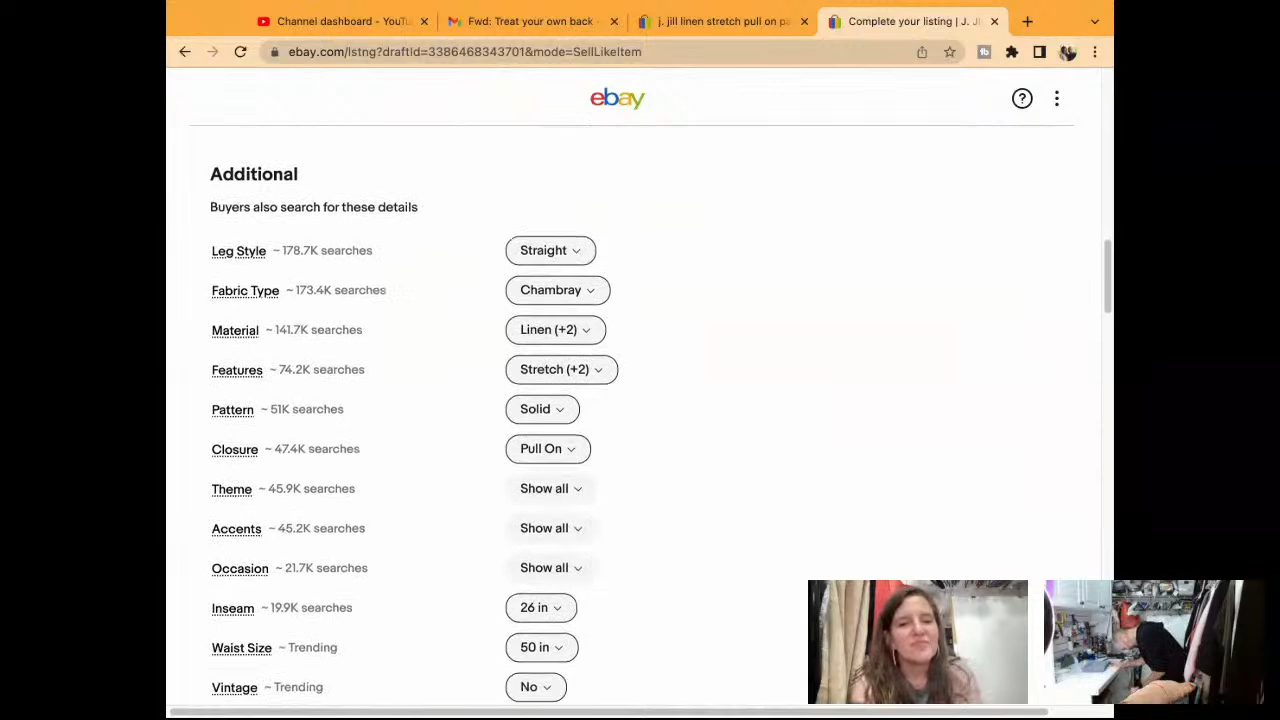 Channel dashboard - YouTu
Fwd: Treat your own back -
j. jill linen stretch pull on pa
Complete your listing | J. Ji
ebay.com/lstng?draftId=3386468343701&mode=SellLikeItem
ebay
Additional
Buyers also search for these details
Leg Style ~ 178.7K searches Straight
Fabric Type ~ 173.4K searches Chambray
Material ~ 141.7K searches Linen (+2)
Features ~ 74.2K searches Stretch (+2)
Pattern ~ 51K searches Solid
Closure ~ 47.4K searches Pull On
Theme ~ 45.9K searches Show all
Accents ~ 45.2K searches Show all
Occasion ~ 21.7K searches Show all
Inseam ~ 19.9K searches 26 in
Waist Size ~ Trending 50 in
Vintage ~ Trending No